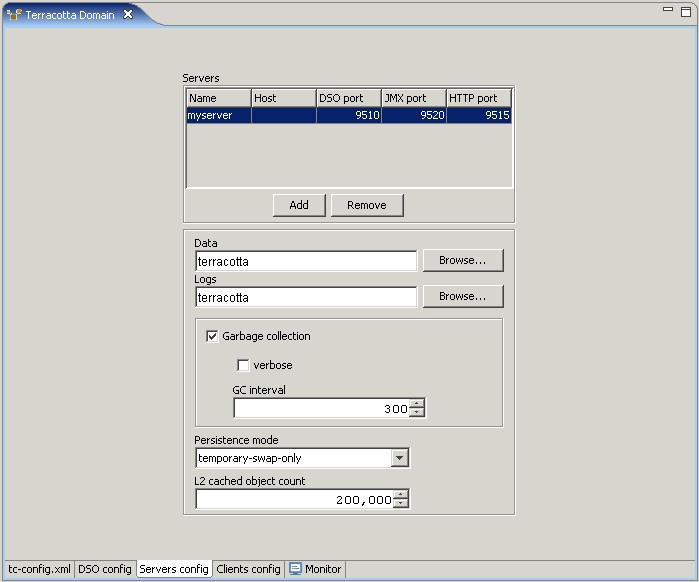 Terracotta Domain
Servers
Name Host DSO port JMX port HTTP port
myserver 9510 9520 9515
Add Remove
Data
terracotta Browse...
Logs
terracotta Browse...
Garbage collection
verbose
GC interval
300
Persistence mode
temporary-swap-only
L2 cached object count
200,000
tc-config.xml DSO config Servers config Clients config Monitor